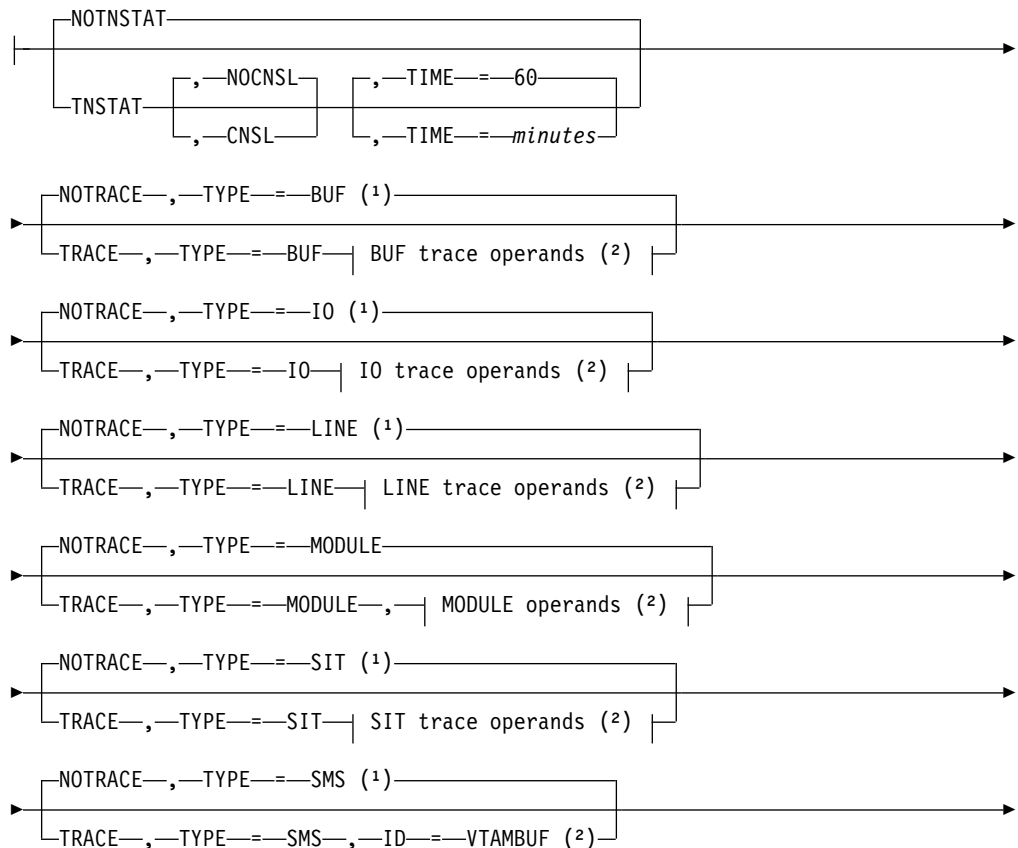 NOTNSTAT
, NOCNSL , TIME = 60
TNSTAT
, CNSL , TIME = minutes
NOTRACE , TYPE = BUF (1)
TRACE , TYPE = BUF BUF trace operands (2)
NOTRACE , TYPE = IO (1)
TRACE , TYPE = IO IO trace operands (2)
NOTRACE , TYPE = LINE (1)
TRACE , TYPE = LINE LINE trace operands (2)
NOTRACE , TYPE = MODULE
TRACE , TYPE = MODULE , MODULE operands (2)
NOTRACE , TYPE = SIT (1)
TRACE , TYPE = SIT SIT trace operands (2)
NOTRACE , TYPE = SMS (1)
TRACE , TYPE = SMS , ID = VTAMBUF (2)